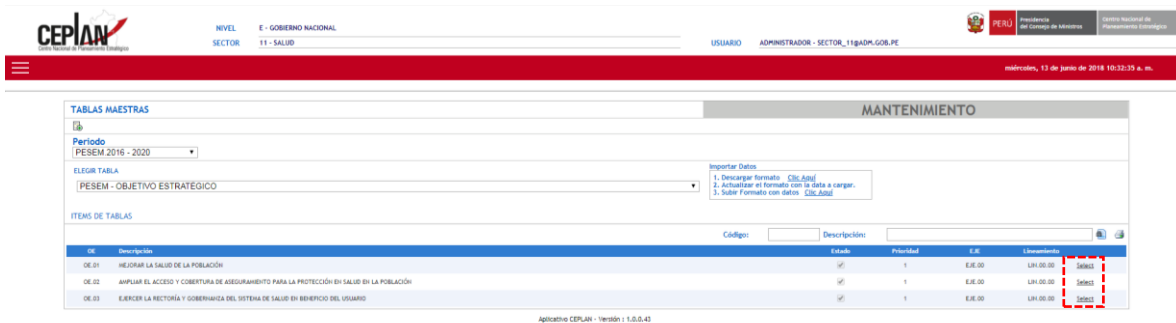 CEPLAN
Centro Nacional de Planeamiento Estratégico
NIVEL E - GOBIERNO NACIONAL
SECTOR 11 - SALUD
USUARIO ADMINISTRADOR - SECTOR_11@ADM.GOB.PE
PERÚ Presidencia del Consejo de Ministros Centro Nacional de Planeamiento Estratégico
miércoles, 13 de junio de 2018 10:32:35 a. m.
TABLAS MAESTRAS MANTENIMIENTO
Periodo
PESEM.2016 - 2020
ELEGIR TABLA
PESEM - OBJETIVO ESTRATÉGICO
Importar Datos
1. Descargar formato Clic Aquí
2. Actualizar el formato con la data a cargar.
3. Subir Formato con datos Clic Aquí
ITEMS DE TABLAS
Código: Descripción:
OE Descripción Estado Prioridad EJE Lineamiento
OE.01 MEJORAR LA SALUD DE LA POBLACIÓN 1 EJE.00 LIN.00.00 Select
OE.02 AMPLIAR EL ACCESO Y COBERTURA DE ASEGURAMIENTO PARA LA PROTECCIÓN EN SALUD EN LA POBLACIÓN 1 EJE.00 LIN.00.00 Select
OE.03 EJERCER LA RECTORÍA Y GOBERNANZA DEL SISTEMA DE SALUD EN BENEFICIO DEL USUARIO 1 EJE.00 LIN.00.00 Select
Aplicativo CEPLAN - Versión : 1.0.0.43